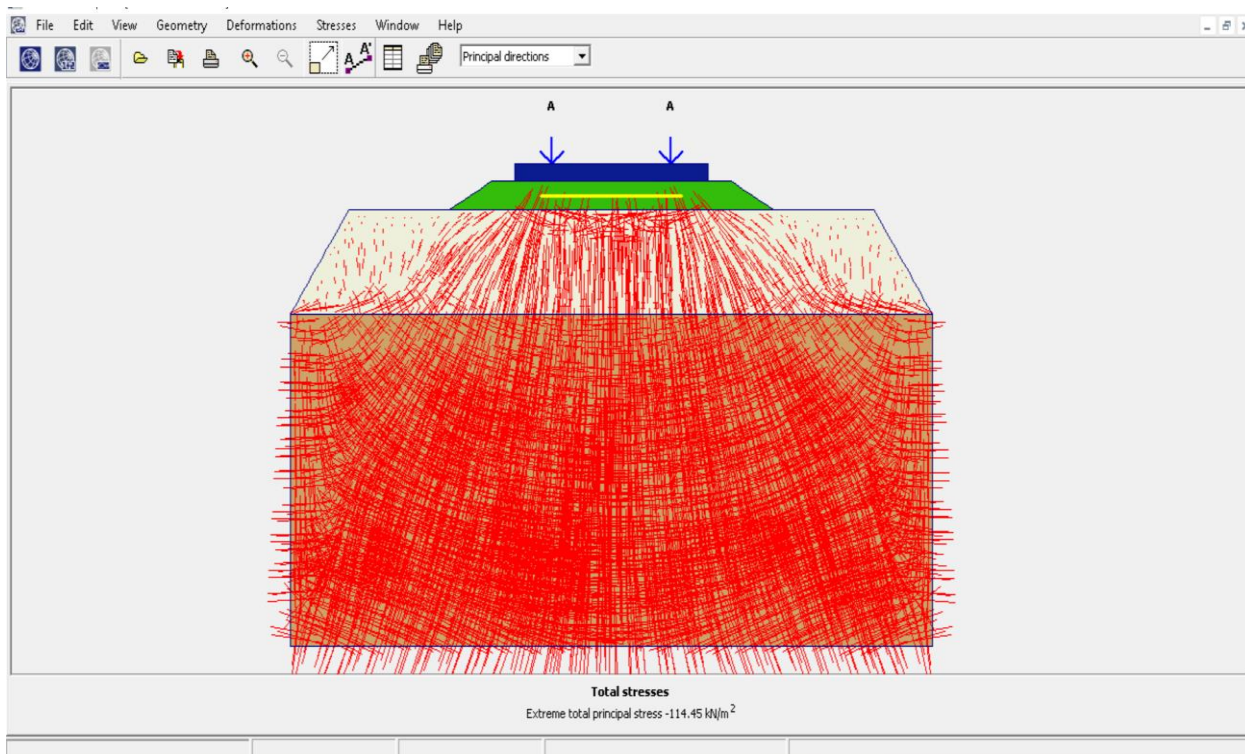 File Edit View Geometry Deformations Stresses Window Help
A A' Principal directions
A A
Total stresses
Extreme total principal stress -114.45 kN/m²